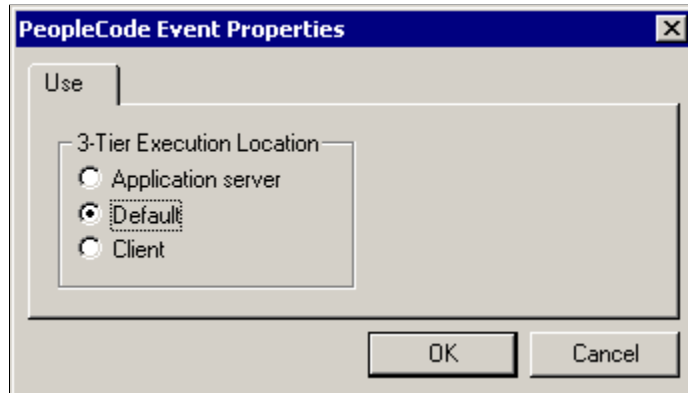 PeopleCode Event Properties
Use
3-Tier Execution Location
Application server
Default
Client
OK Cancel